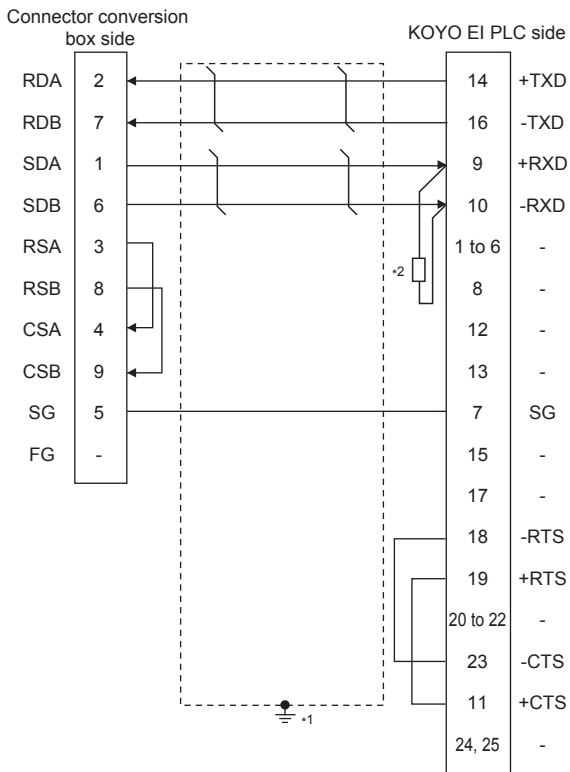 Connector conversion
box side
KOYO EI PLC side
RDA 2 14 +TXD
RDB 7 16 -TXD
SDA 1 9 +RXD
SDB 6 10 -RXD
RSA 3 1 to 6 -
*2
RSB 8 8 -
CSA 4 12 -
CSB 9 13 -
SG 5 7 SG
FG - 15 -
17 -
18 -RTS
19 +RTS
20 to 22 -
23 -CTS
11 +CTS
*1
24, 25 -